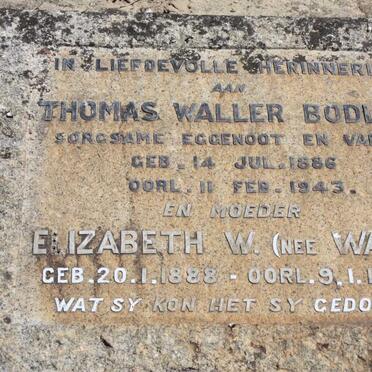 IN LIEFDEVOLLE HERINNERI
AAN
THOMAS WALLER BODL
SORGSAME EGGENOOT EN VA
GEB. 14 JUL. 1886
OORL. 11 FEB. 1943.
EN MOEDER
ELIZABETH W. (NEE WA
GEB. 20.1.1888 - OORL. 9.1.1
WAT SY KON HET SY GEDO